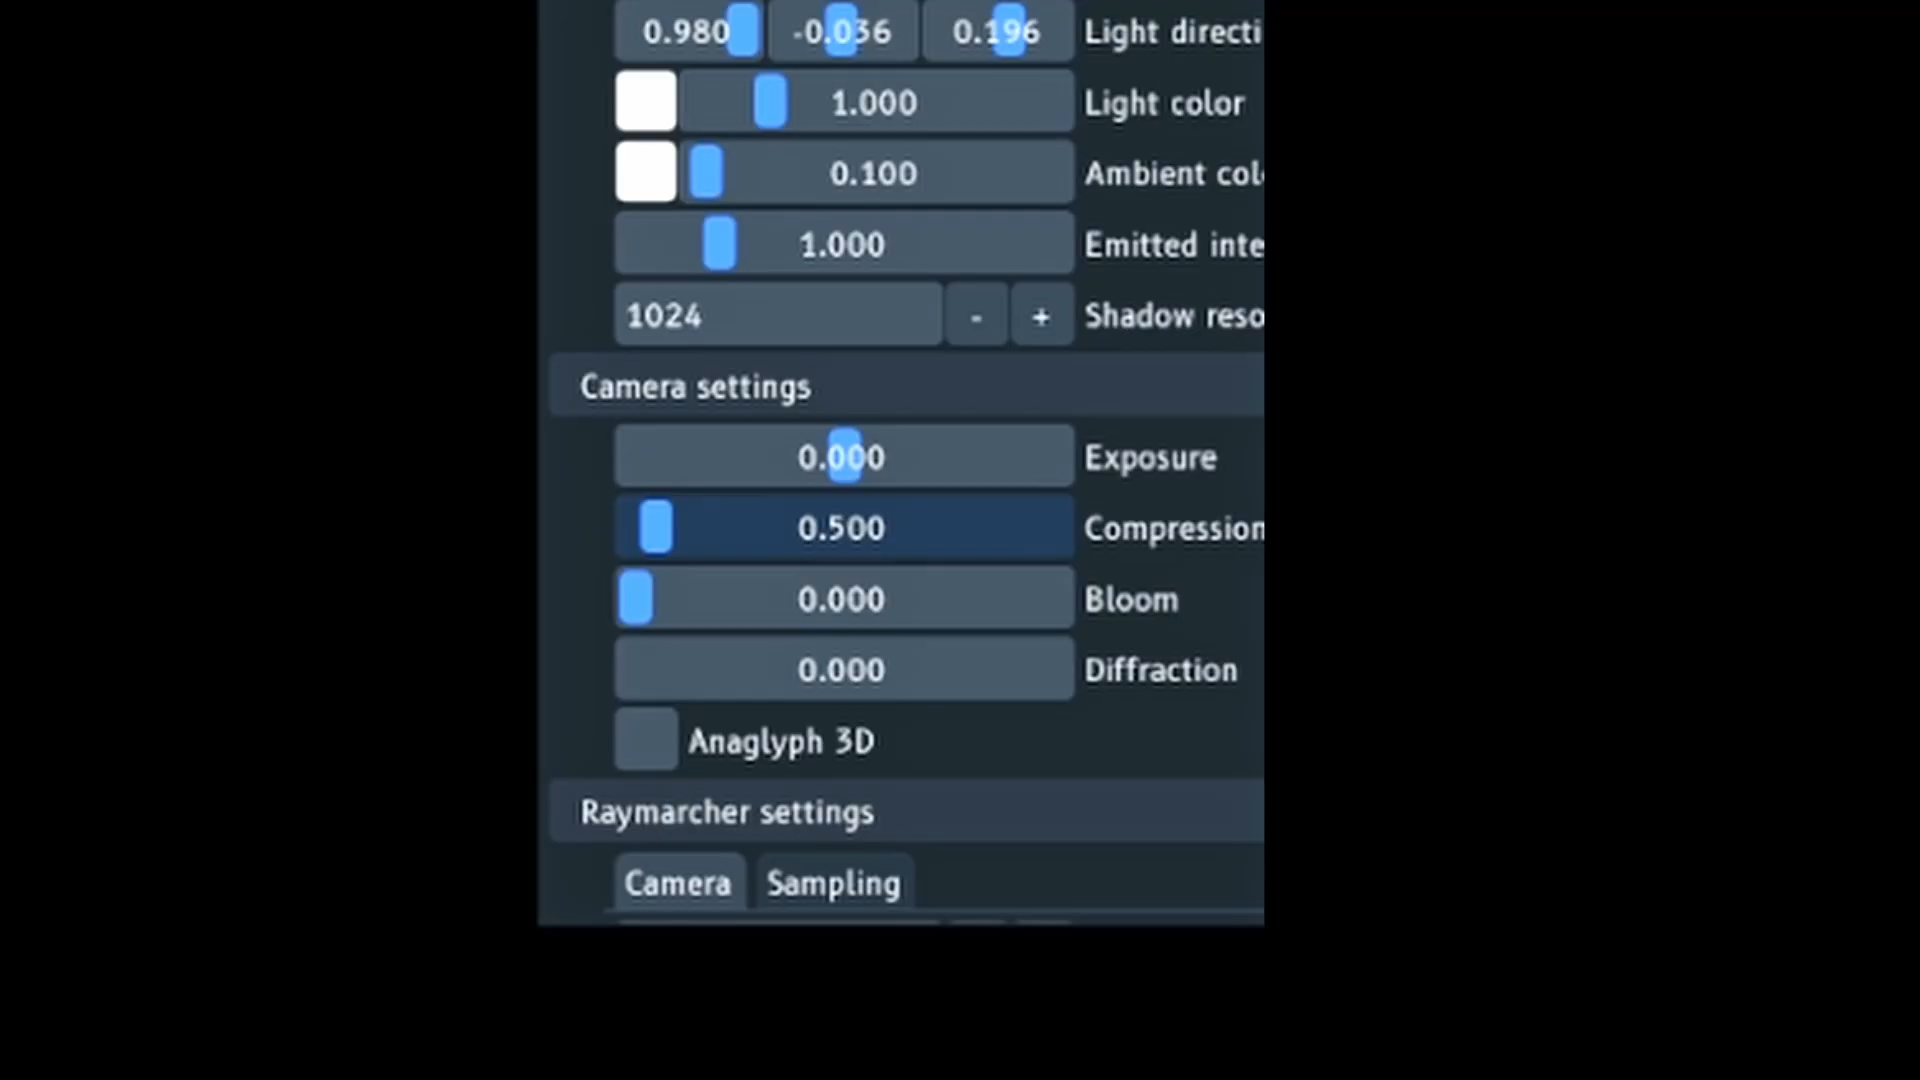 0.980 -0.036 0.196 Light directi
1.000 Light color
0.100 Ambient col
1.000 Emitted inte
1024 - + Shadow reso
Camera settings
0.000 Exposure
0.500 Compression
0.000 Bloom
0.000 Diffraction
Anaglyph 3D
Raymarcher settings
Camera Sampling